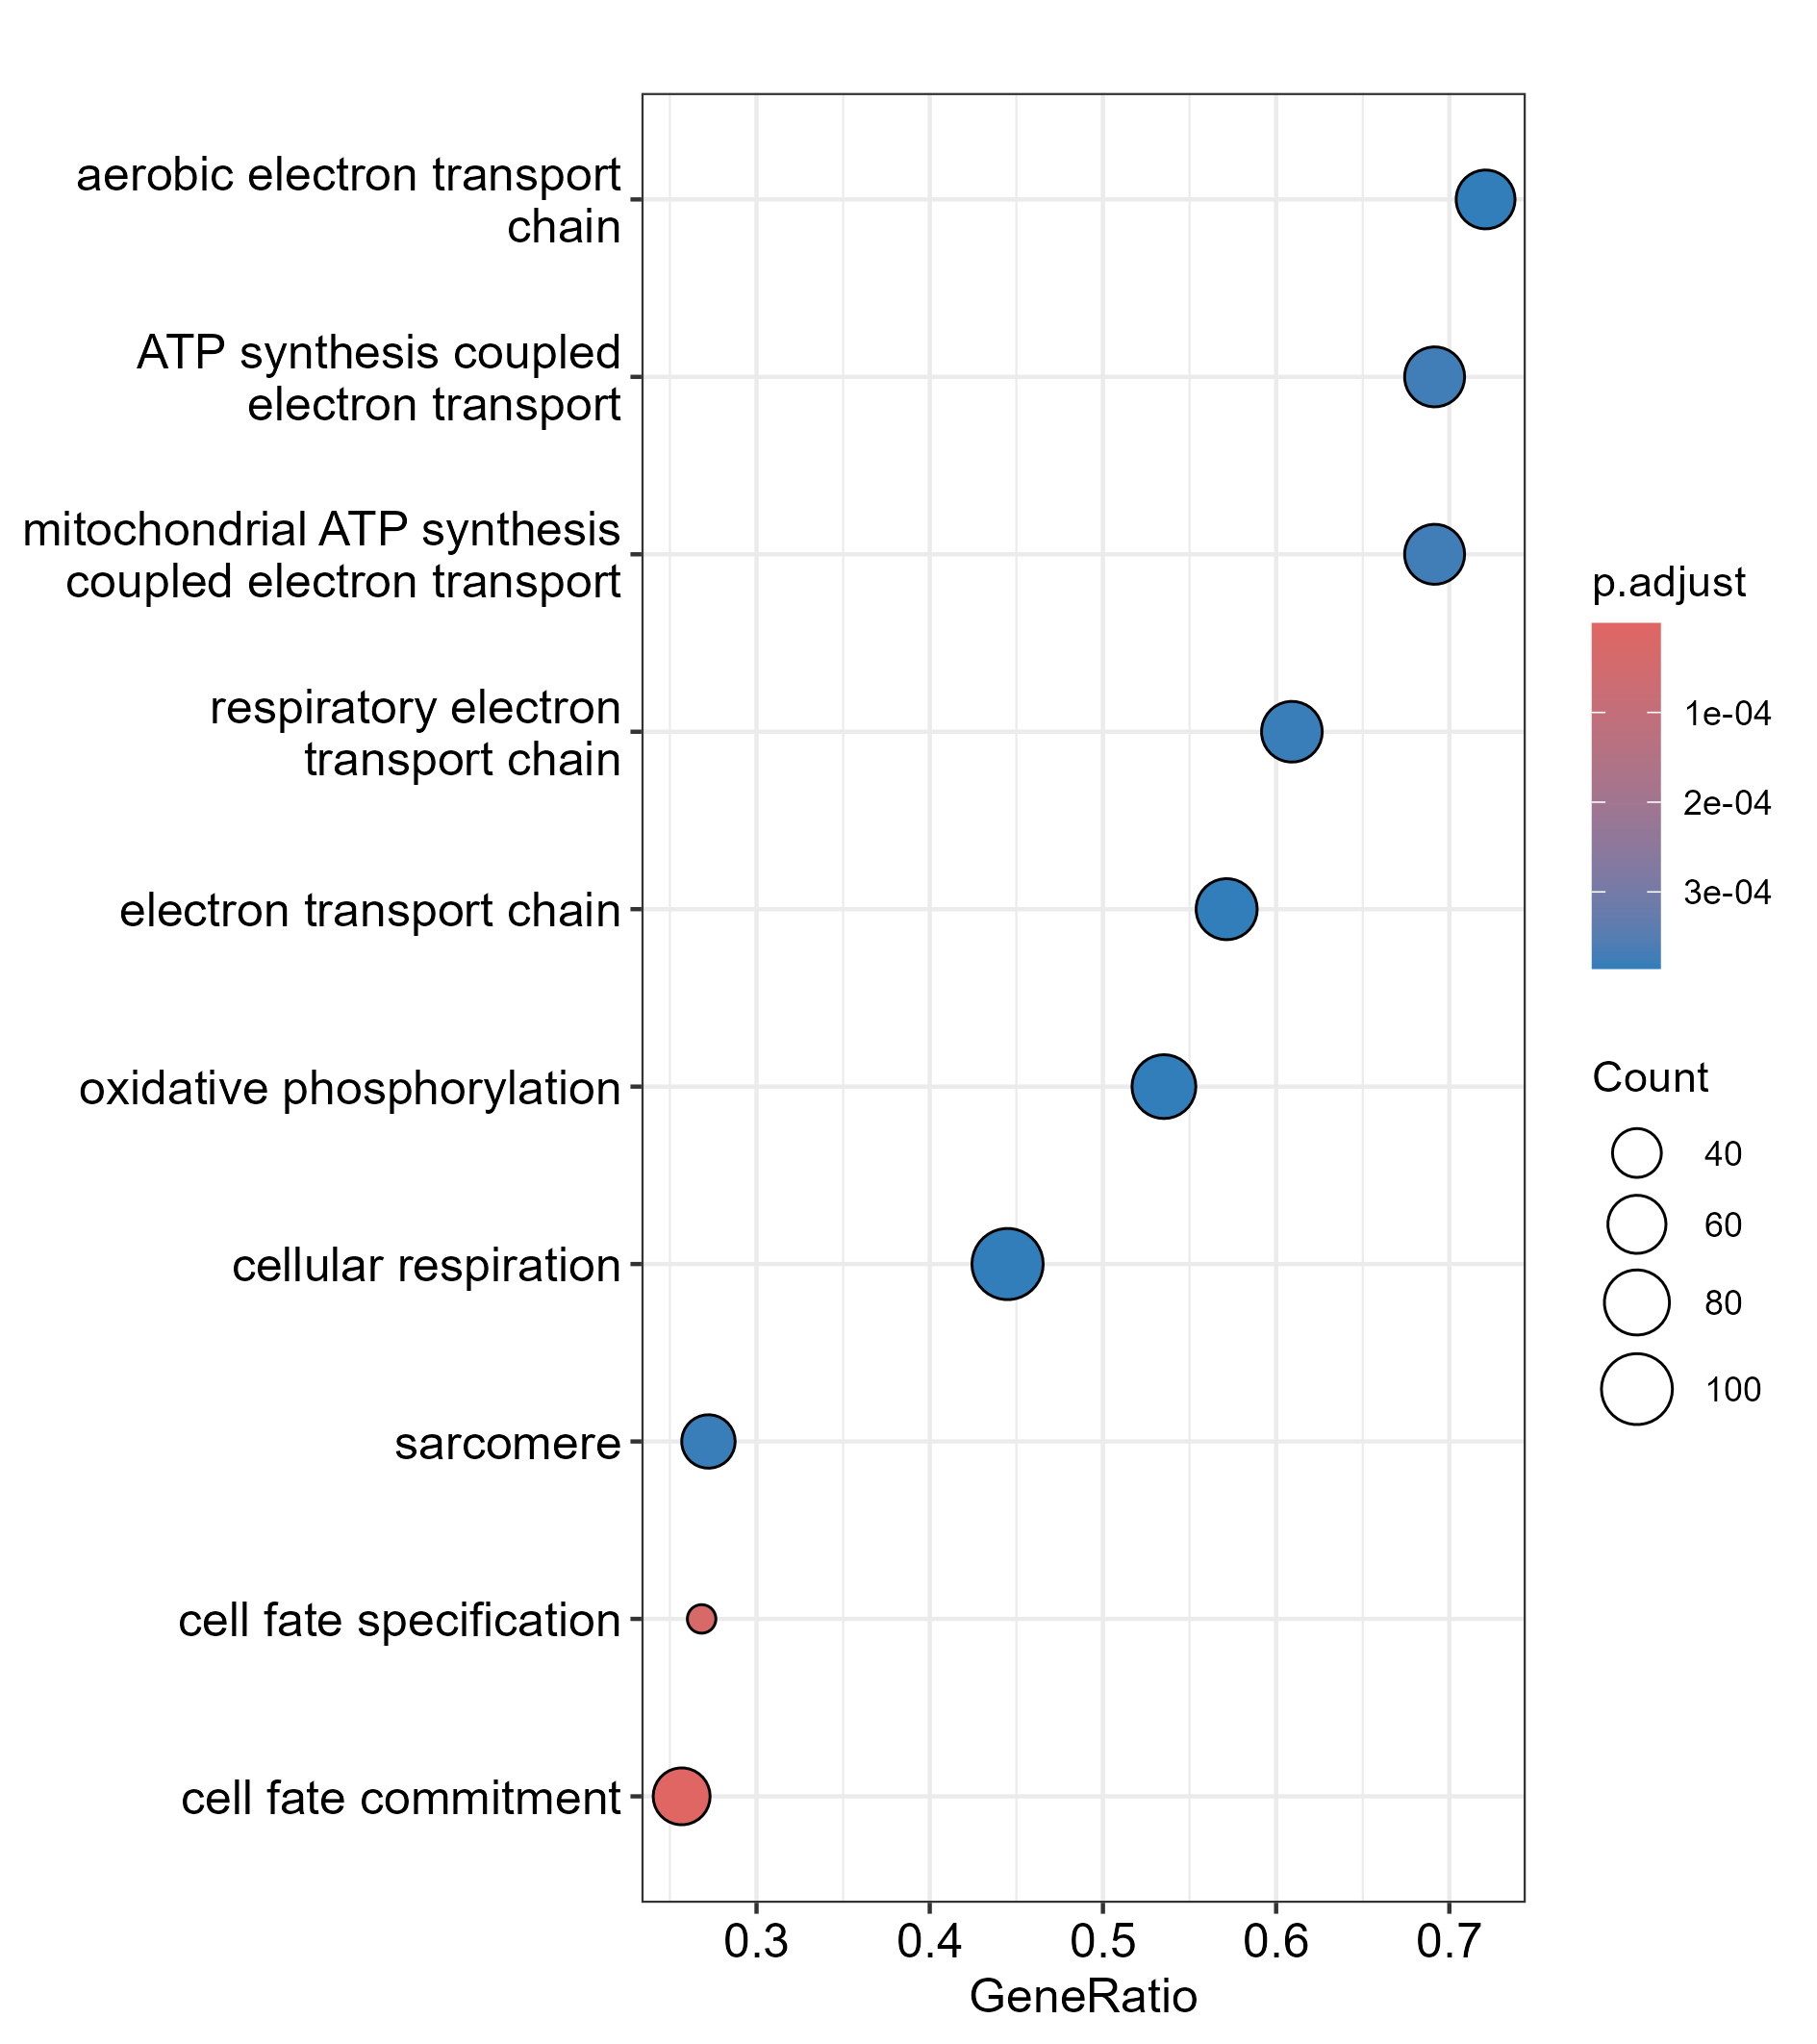 aerobic electron transport
chain
ATP synthesis coupled
electron transport
mitochondrial ATP synthesis
coupled electron transport
respiratory electron
transport chain
electron transport chain
oxidative phosphorylation
cellular respiration
sarcomere
cell fate specification
cell fate commitment
0.3 0.4 0.5 0.6 0.7
GeneRatio
p.adjust
1e-04
2e-04
3e-04
Count
40
60
80
100